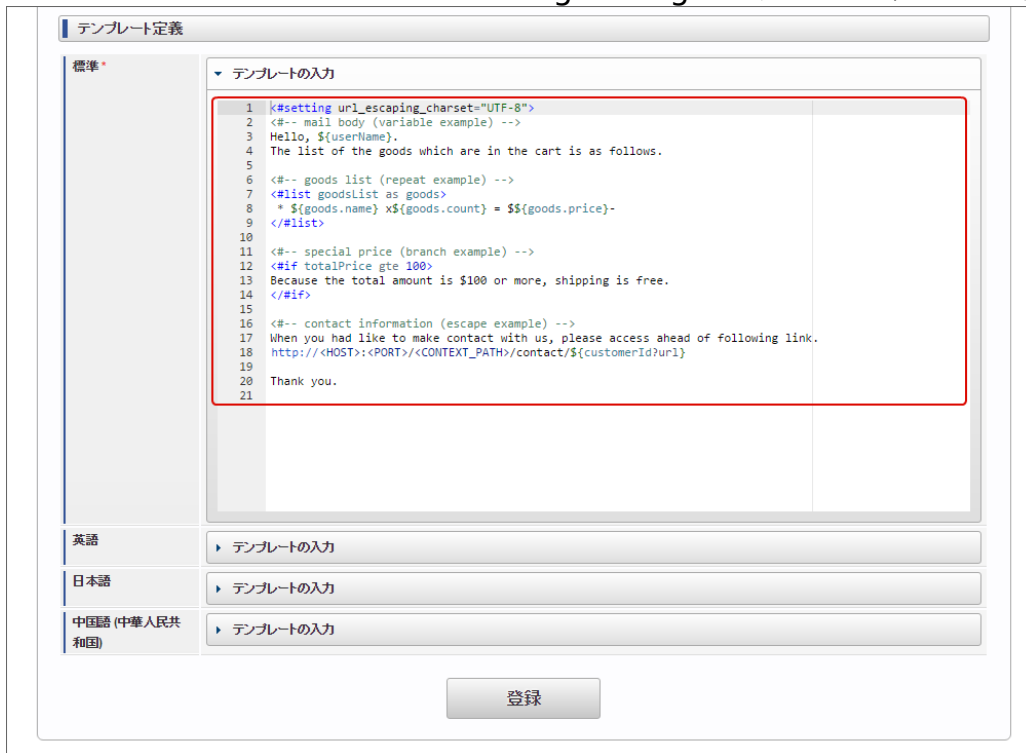 テンプレート定義
標準*
テンプレートの入力
1 <#setting url_escaping_charset="UTF-8">
2 <#-- mail body (variable example) -->
3 Hello, ${userName}.
4 The list of the goods which are in the cart is as follows.
5
6 <#-- goods list (repeat example) -->
7 <#list goodsList as goods>
8 * ${goods.name} x${goods.count} = $${goods.price}-
9 </#list>
10
11 <#-- special price (branch example) -->
12 <#if totalPrice gte 100>
13 Because the total amount is $100 or more, shipping is free.
14 </#if>
15
16 <#-- contact information (escape example) -->
17 When you had like to make contact with us, please access ahead of following link.
18 http://<HOST>:<PORT>/<CONTEXT_PATH>/contact/${customerId?url}
19
20 Thank you.
21
英語
テンプレートの入力
日本語
テンプレートの入力
中国語 (中華人民共
和国)
テンプレートの入力
登録